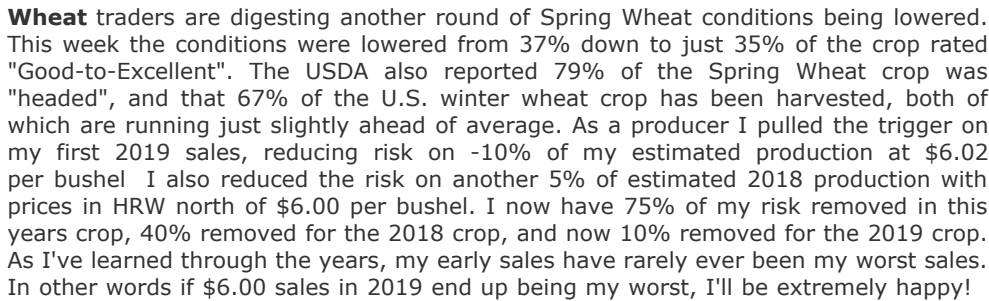 Wheat traders are digesting another round of Spring Wheat conditions being lowered.
This week the conditions were lowered from 37% down to just 35% of the crop rated
"Good-to-Excellent". The USDA also reported 79% of the Spring Wheat crop was
"headed", and that 67% of the U.S. winter wheat crop has been harvested, both of
which are running just slightly ahead of average. As a producer I pulled the trigger on
my first 2019 sales, reducing risk on -10% of my estimated production at $6.02
per bushel  I also reduced the risk on another 5% of estimated 2018 production with
prices in HRW north of $6.00 per bushel. I now have 75% of my risk removed in this
years crop, 40% removed for the 2018 crop, and now 10% removed for the 2019 crop.
As I've learned through the years, my early sales have rarely ever been my worst sales.
In other words if $6.00 sales in 2019 end up being my worst, I'll be extremely happy!